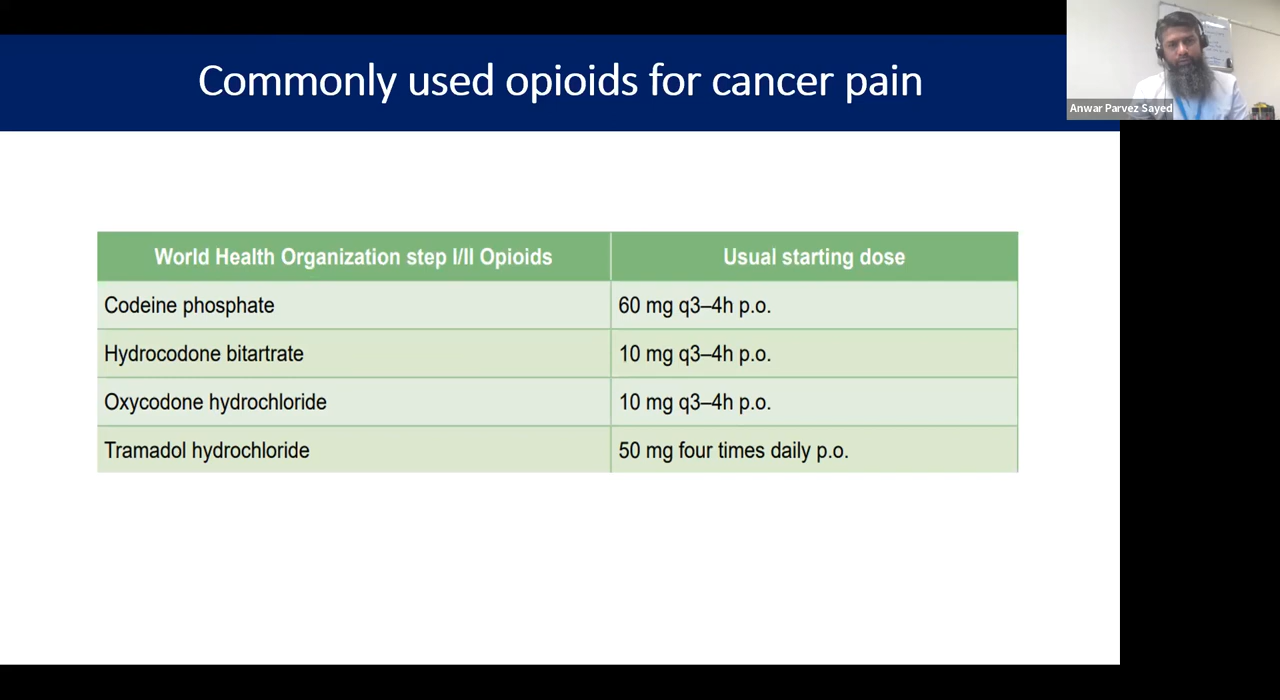 Commonly used opioids for cancer pain
Anwar Parvez Sayed
World Health Organization step I/II Opioids
Usual starting dose
Codeine phosphate
60 mg q3–4h p.o.
Hydrocodone bitartrate
10 mg q3–4h p.o.
Oxycodone hydrochloride
10 mg q3–4h p.o.
Tramadol hydrochloride
50 mg four times daily p.o.